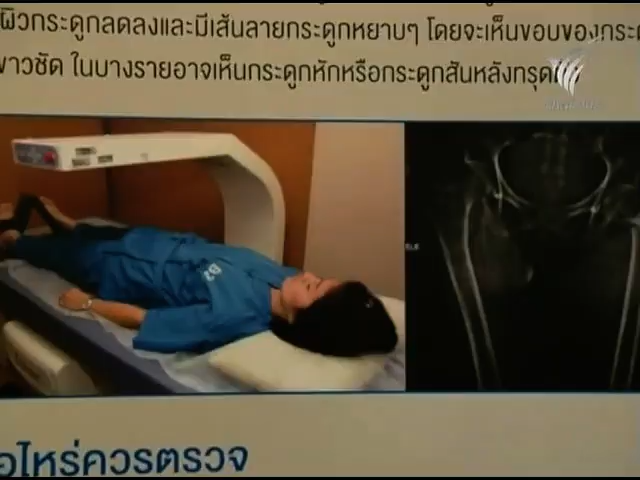 ผิวกระดูกลดลงและมีเส้นลายกระดูกหยาบๆ โดยจะเห็นขอบของกระ
ขาวชัด ในบางรายอาจเห็นกระดูกหักหรือกระดูกสันหลังทรุด
B2
ไหร่ควรตรวจ